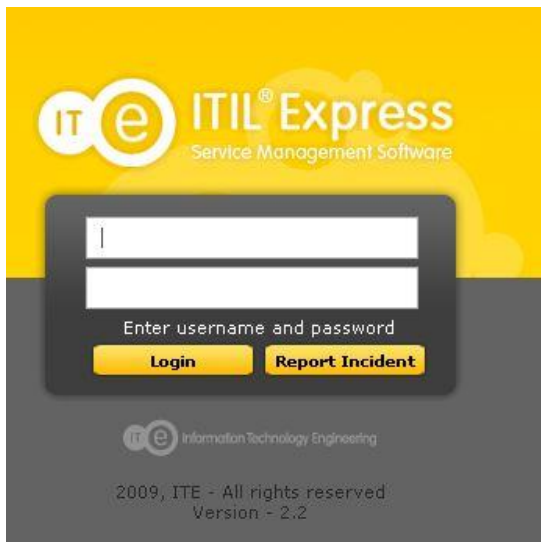 IT e ITIL® Express
Service Management Software
Enter username and password
Login Report Incident
IT e Information Technology Engineering
2009, ITE - All rights reserved
Version - 2.2